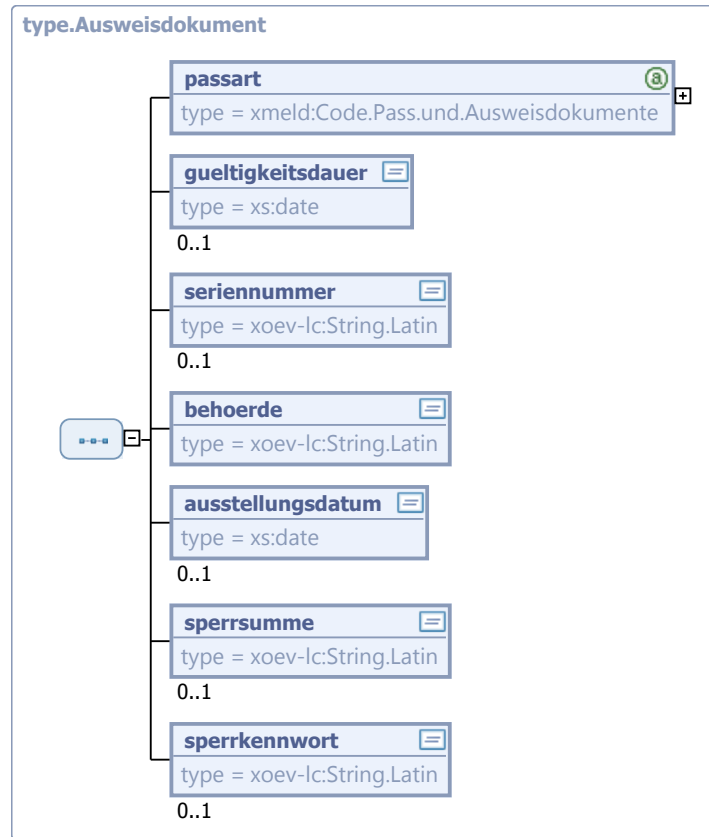 type.Ausweisdokument
passart
type = xmeld:Code.Pass.und.Ausweisdokumente
gueltigkeitsdauer
type = xs:date
0..1
seriennummer
type = xoev-lc:String.Latin
0..1
behoerde
type = xoev-lc:String.Latin
ausstellungsdatum
type = xs:date
0..1
sperrsumme
type = xoev-lc:String.Latin
0..1
sperrkennwort
type = xoev-lc:String.Latin
0..1